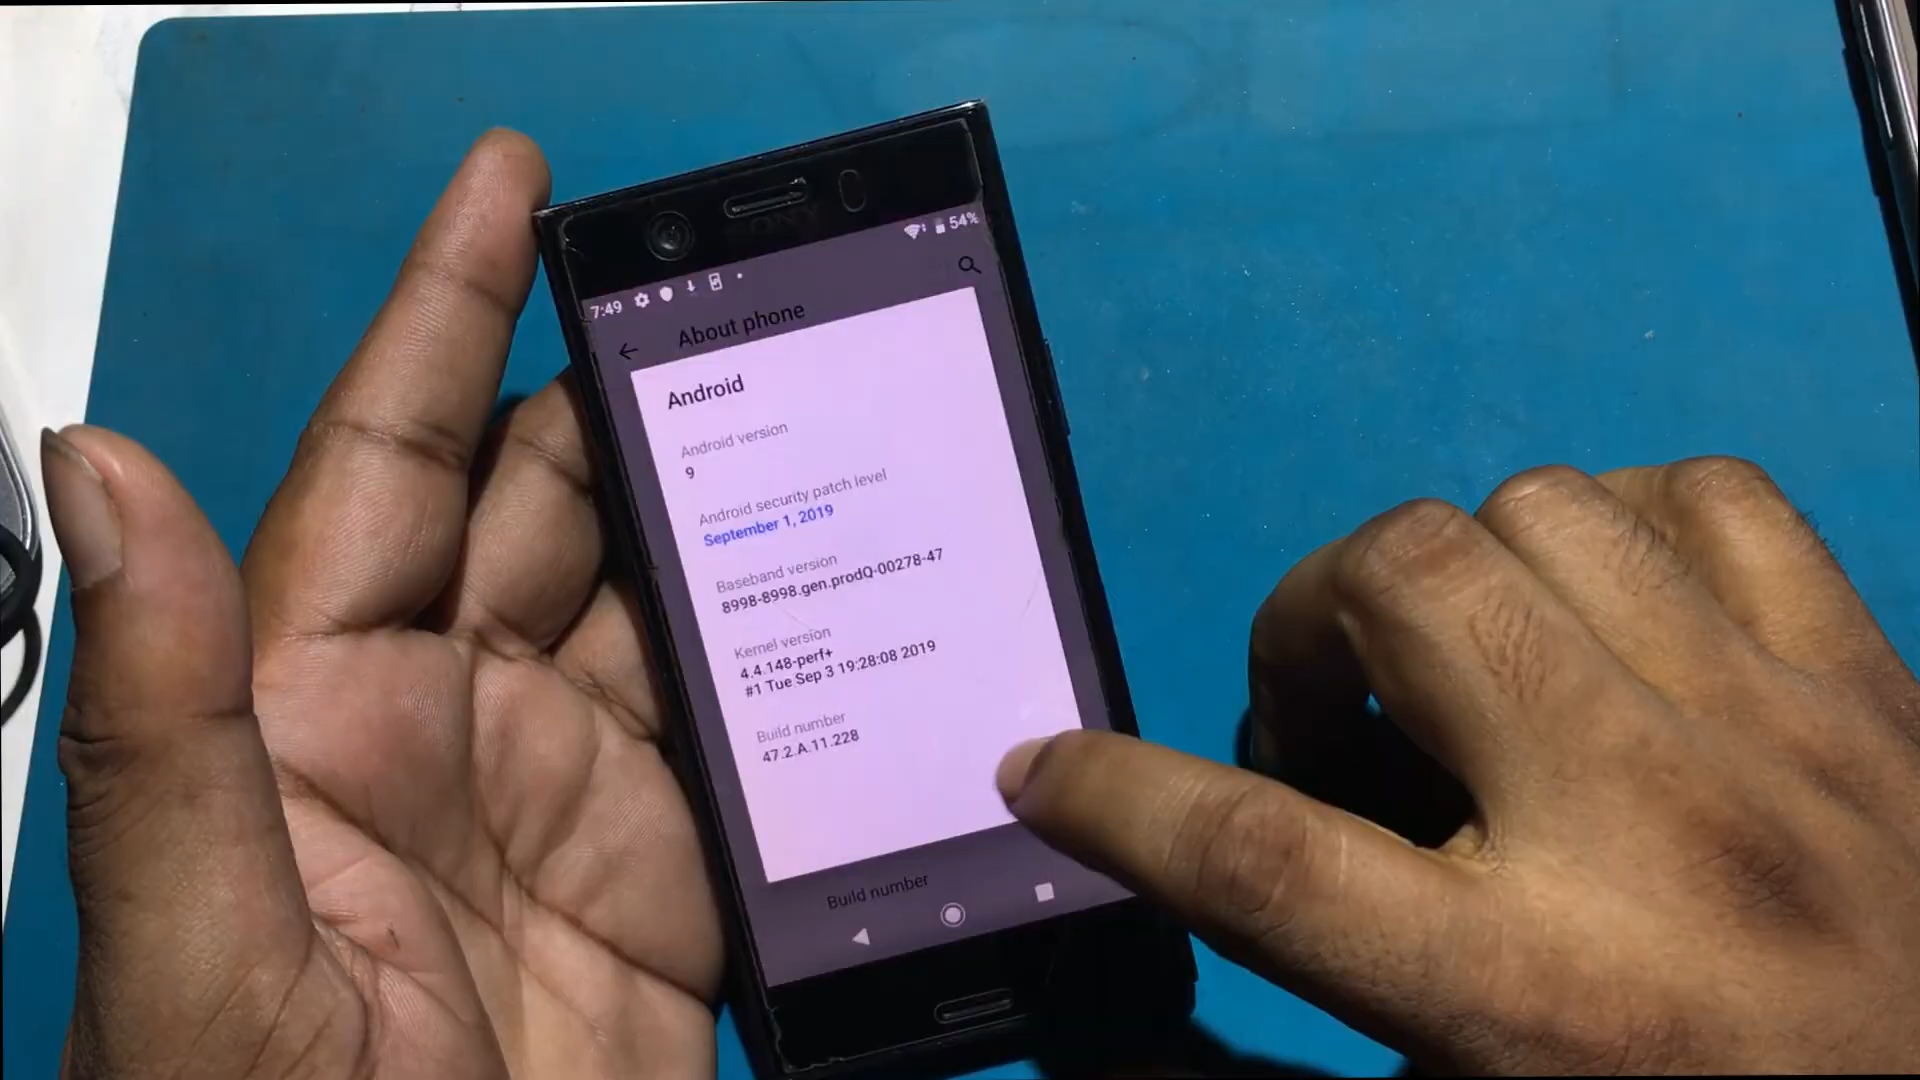 SONY
7:49 54%
About phone
Android
Android version
9
Android security patch level
September 1, 2019
Baseband version
8998-8998.gen.prodQ-00278-47
Kernel version
4.4.148-perf+
#1 Tue Sep 3 19:28:08 2019
Build number
47.2.A.11.228
Build number